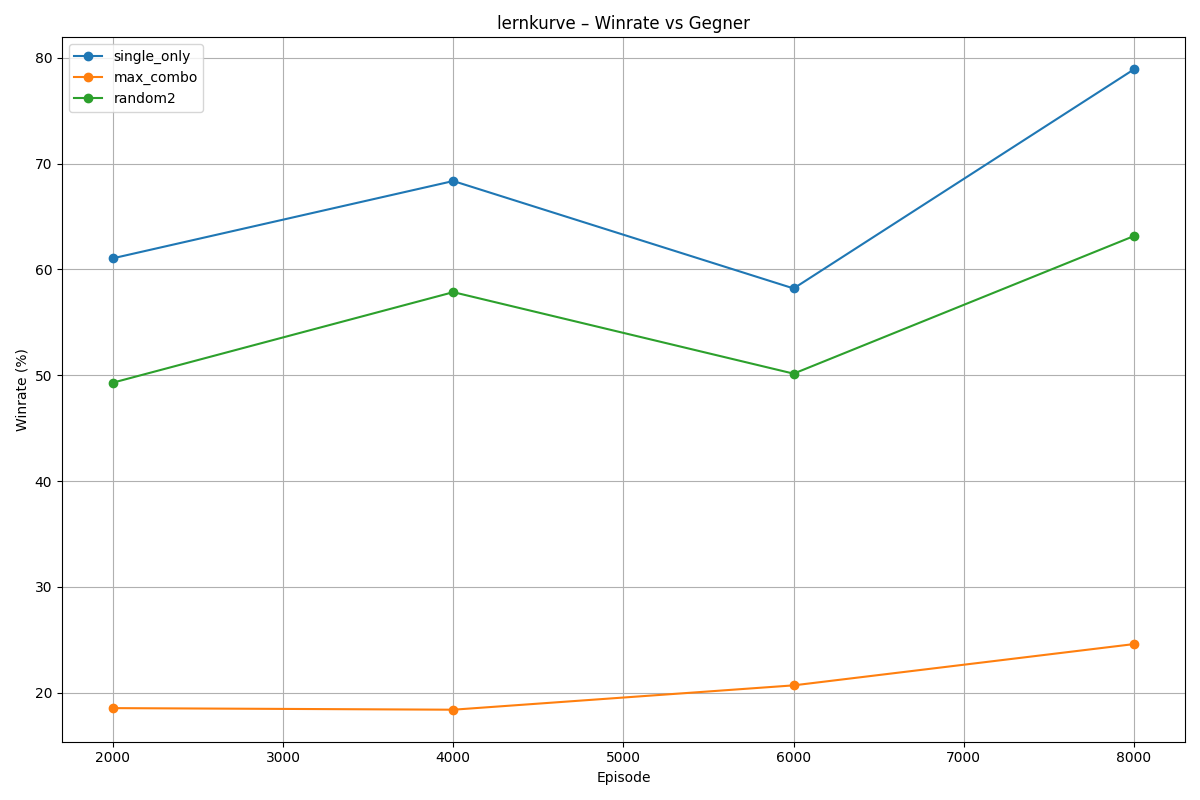 lernkurve – Winrate vs Gegner
single_only
max_combo
random2
Winrate (%)
80
70
60
50
40
30
20
2000 3000 4000 5000 6000 7000 8000
Episode